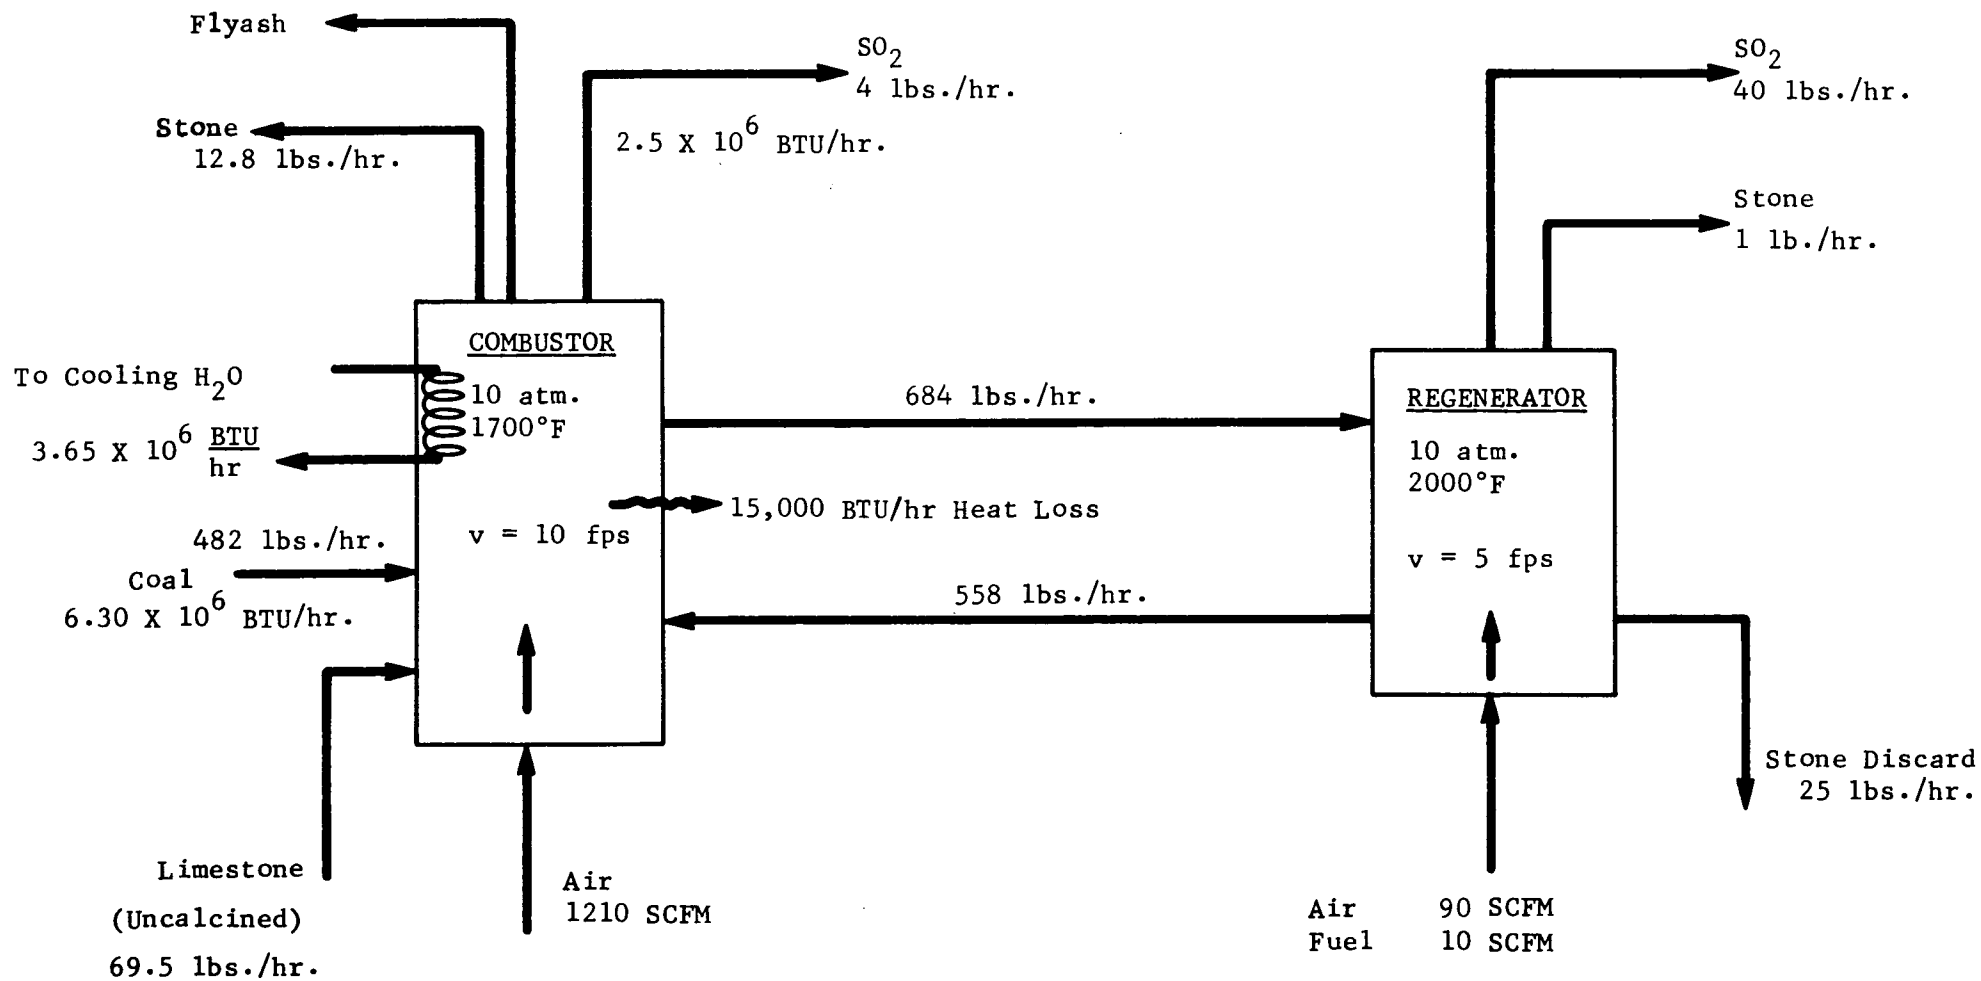 Flyash
SO2
4 lbs./hr.
SO2
40 lbs./hr.
Stone
12.8 lbs./hr.
2.5 X 10^6 BTU/hr.
Stone
1 lb./hr.
COMBUSTOR
10 atm.
1700°F
v = 10 fps
To Cooling H2O
3.65 X 10^6 BTU/hr
684 lbs./hr.
REGENERATOR
10 atm.
2000°F
v = 5 fps
15,000 BTU/hr Heat Loss
482 lbs./hr.
Coal
6.30 X 10^6 BTU/hr.
558 lbs./hr.
Stone Discard
25 lbs./hr.
Limestone
(Uncalcined)
69.5 lbs./hr.
Air
1210 SCFM
Air 90 SCFM
Fuel 10 SCFM